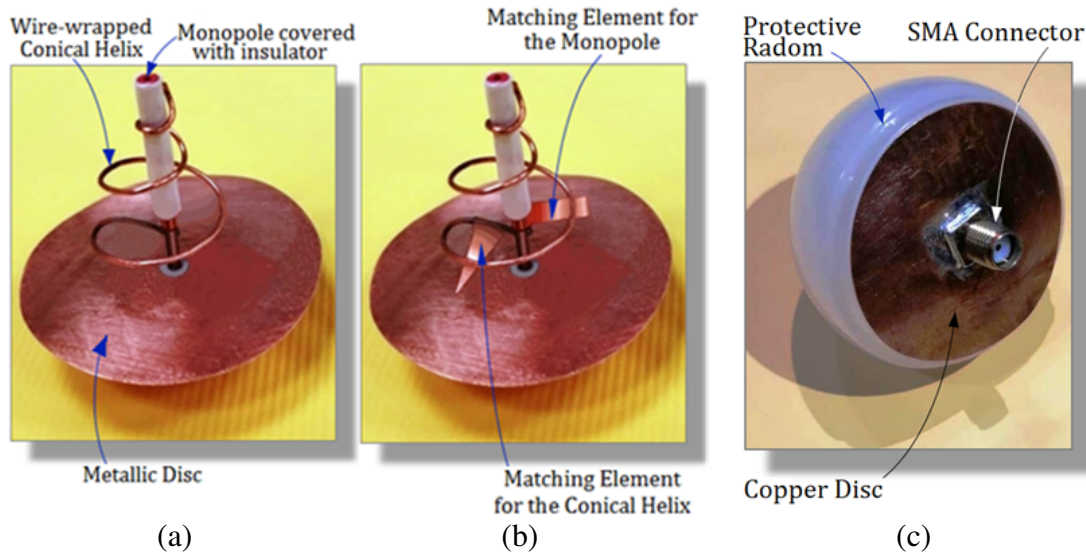 Wire-wrapped
Conical Helix
Monopole covered
with insulator
Metallic Disc
(a)
Matching Element for
the Monopole
Matching Element
for the Conical Helix
(b)
Protective
Radom
SMA Connector
Copper Disc
(c)